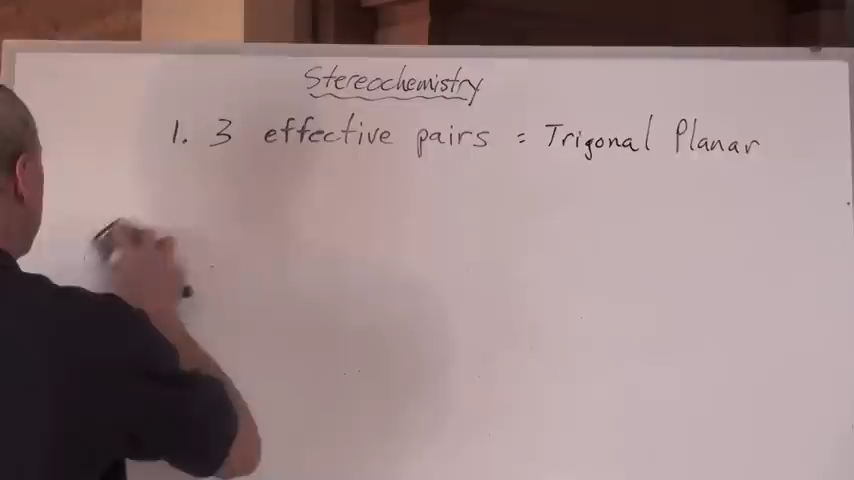 Stereochemistry
1. 3 effective pairs = Trigonal Planar